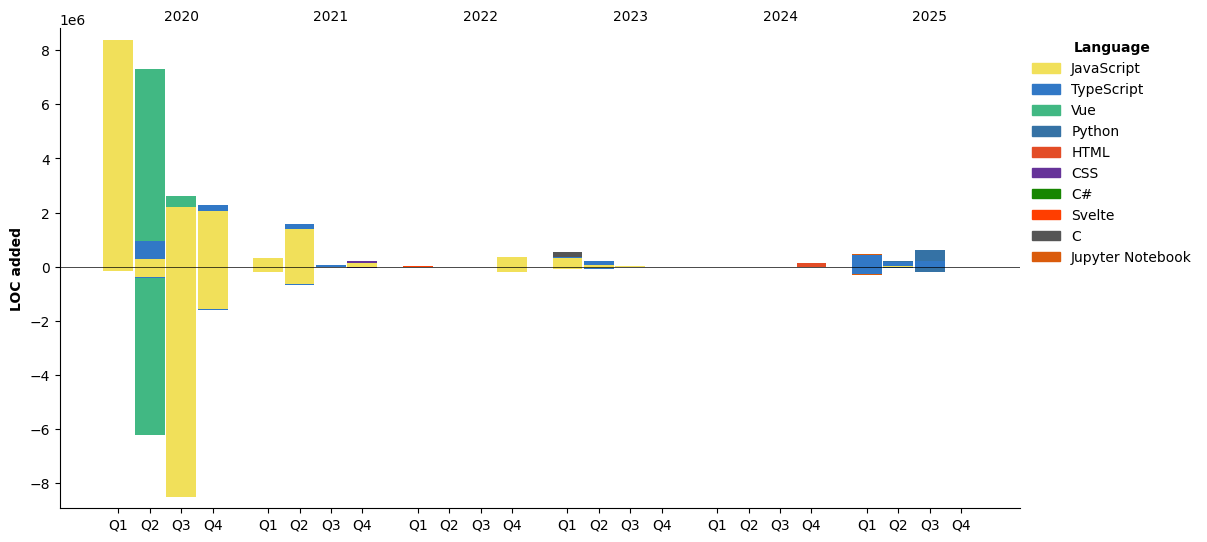 1e6
2020 2021 2022 2023 2024 2025
8
6
4
2
0
−2
−4
−6
−8
LOC added
Q1 Q2 Q3 Q4 Q1 Q2 Q3 Q4 Q1 Q2 Q3 Q4 Q1 Q2 Q3 Q4 Q1 Q2 Q3 Q4 Q1 Q2 Q3 Q4
Language
JavaScript
TypeScript
Vue
Python
HTML
CSS
C#
Svelte
C
Jupyter Notebook